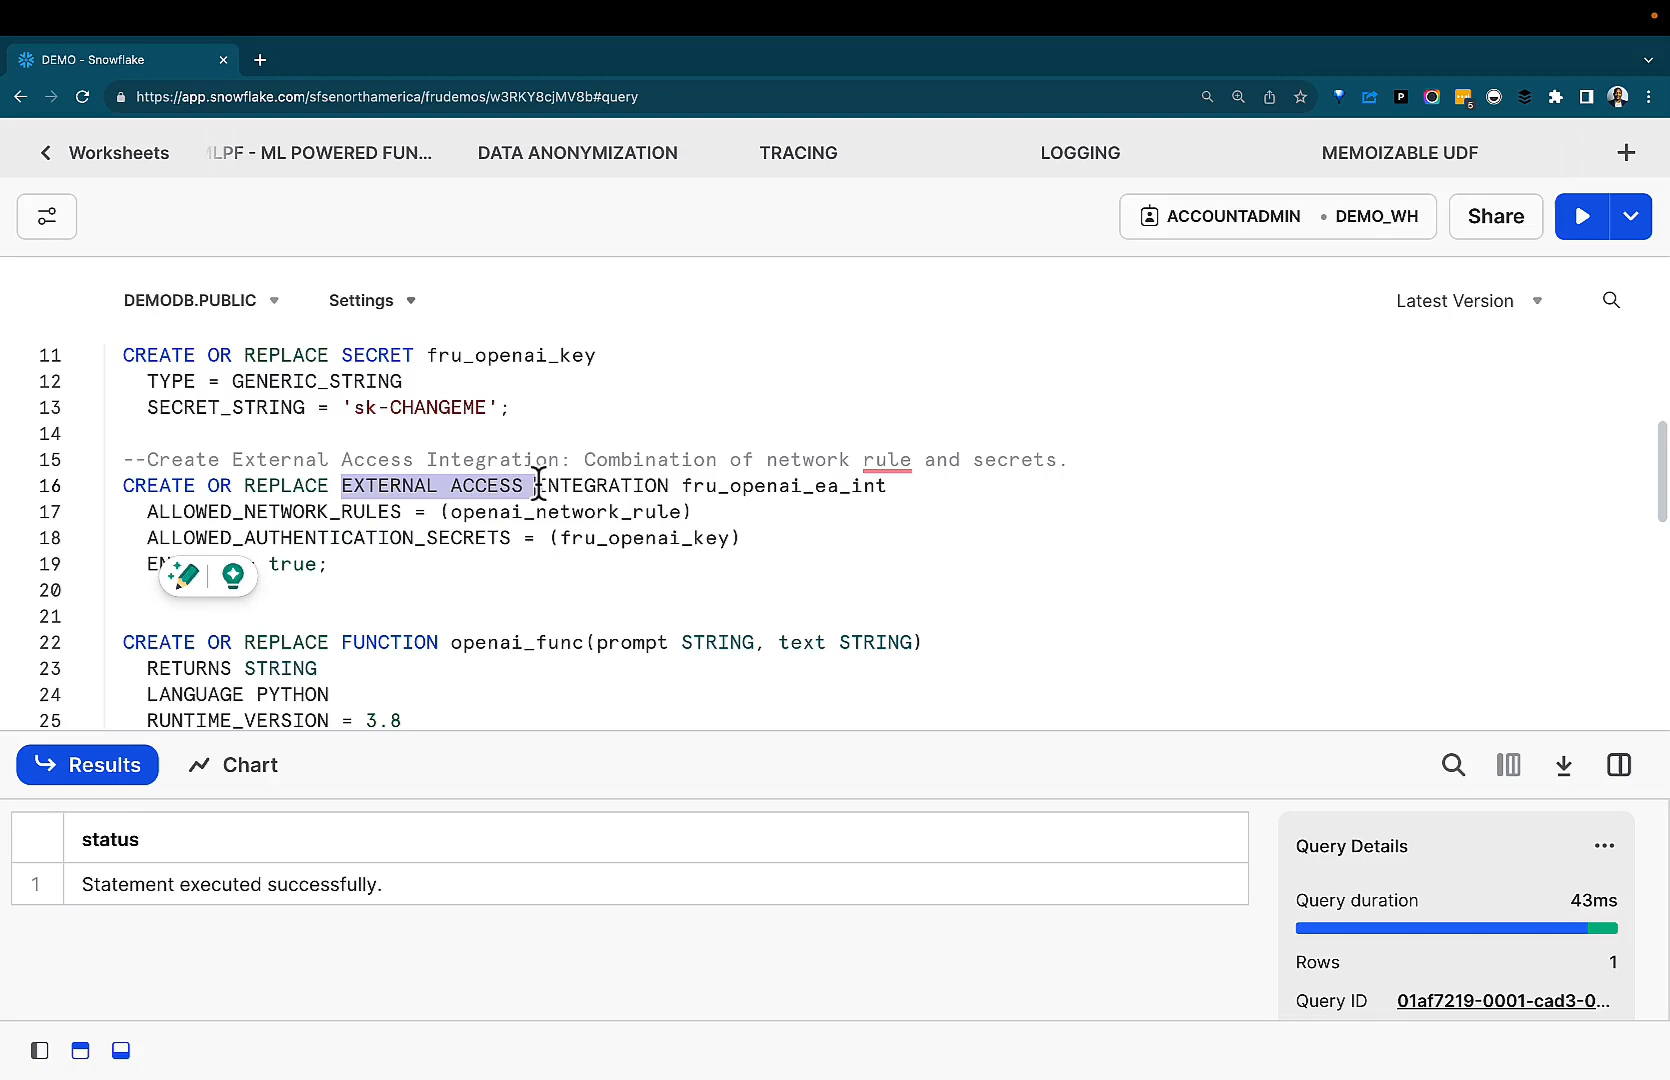 DEMO - Snowflake
https://app.snowflake.com/sfsenorthamerica/frudemos/w3RKY8cjMV8b#query
5
Worksheets
MLPF - ML POWERED FUN...
DATA ANONYMIZATION
TRACING
LOGGING
MEMOIZABLE UDF
ACCOUNTADMIN • DEMO_WH
Share
DEMODB.PUBLIC
Settings
Latest Version
11 CREATE OR REPLACE SECRET fru_openai_key
12 TYPE = GENERIC_STRING
13 SECRET_STRING = 'sk-CHANGEME';
14
15 --Create External Access Integration: Combination of network rule and secrets.
16 CREATE OR REPLACE EXTERNAL ACCESS INTEGRATION fru_openai_ea_int
17 ALLOWED_NETWORK_RULES = (openai_network_rule)
18 ALLOWED_AUTHENTICATION_SECRETS = (fru_openai_key)
19 true;
20
21
22 CREATE OR REPLACE FUNCTION openai_func(prompt STRING, text STRING)
23 RETURNS STRING
24 LANGUAGE PYTHON
25 RUNTIME_VERSION = 3.8
Results
Chart
status
1 Statement executed successfully.
Query Details
...
Query duration 43ms
Rows 1
Query ID 01af7219-0001-cad3-0...